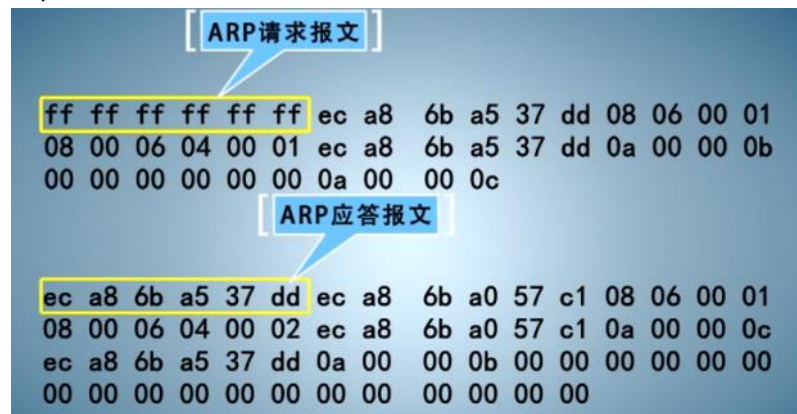 ARP请求报文
ff ff ff ff ff ff ec a8 6b a5 37 dd 08 06 00 01
08 00 06 04 00 01 ec a8 6b a5 37 dd 0a 00 00 0b
00 00 00 00 00 00 0a 00 00 0c
ARP应答报文
ec a8 6b a5 37 dd ec a8 6b a0 57 c1 08 06 00 01
08 00 06 04 00 02 ec a8 6b a0 57 c1 0a 00 00 0c
ec a8 6b a5 37 dd 0a 00 00 0b 00 00 00 00 00 00
00 00 00 00 00 00 00 00 00 00 00 00